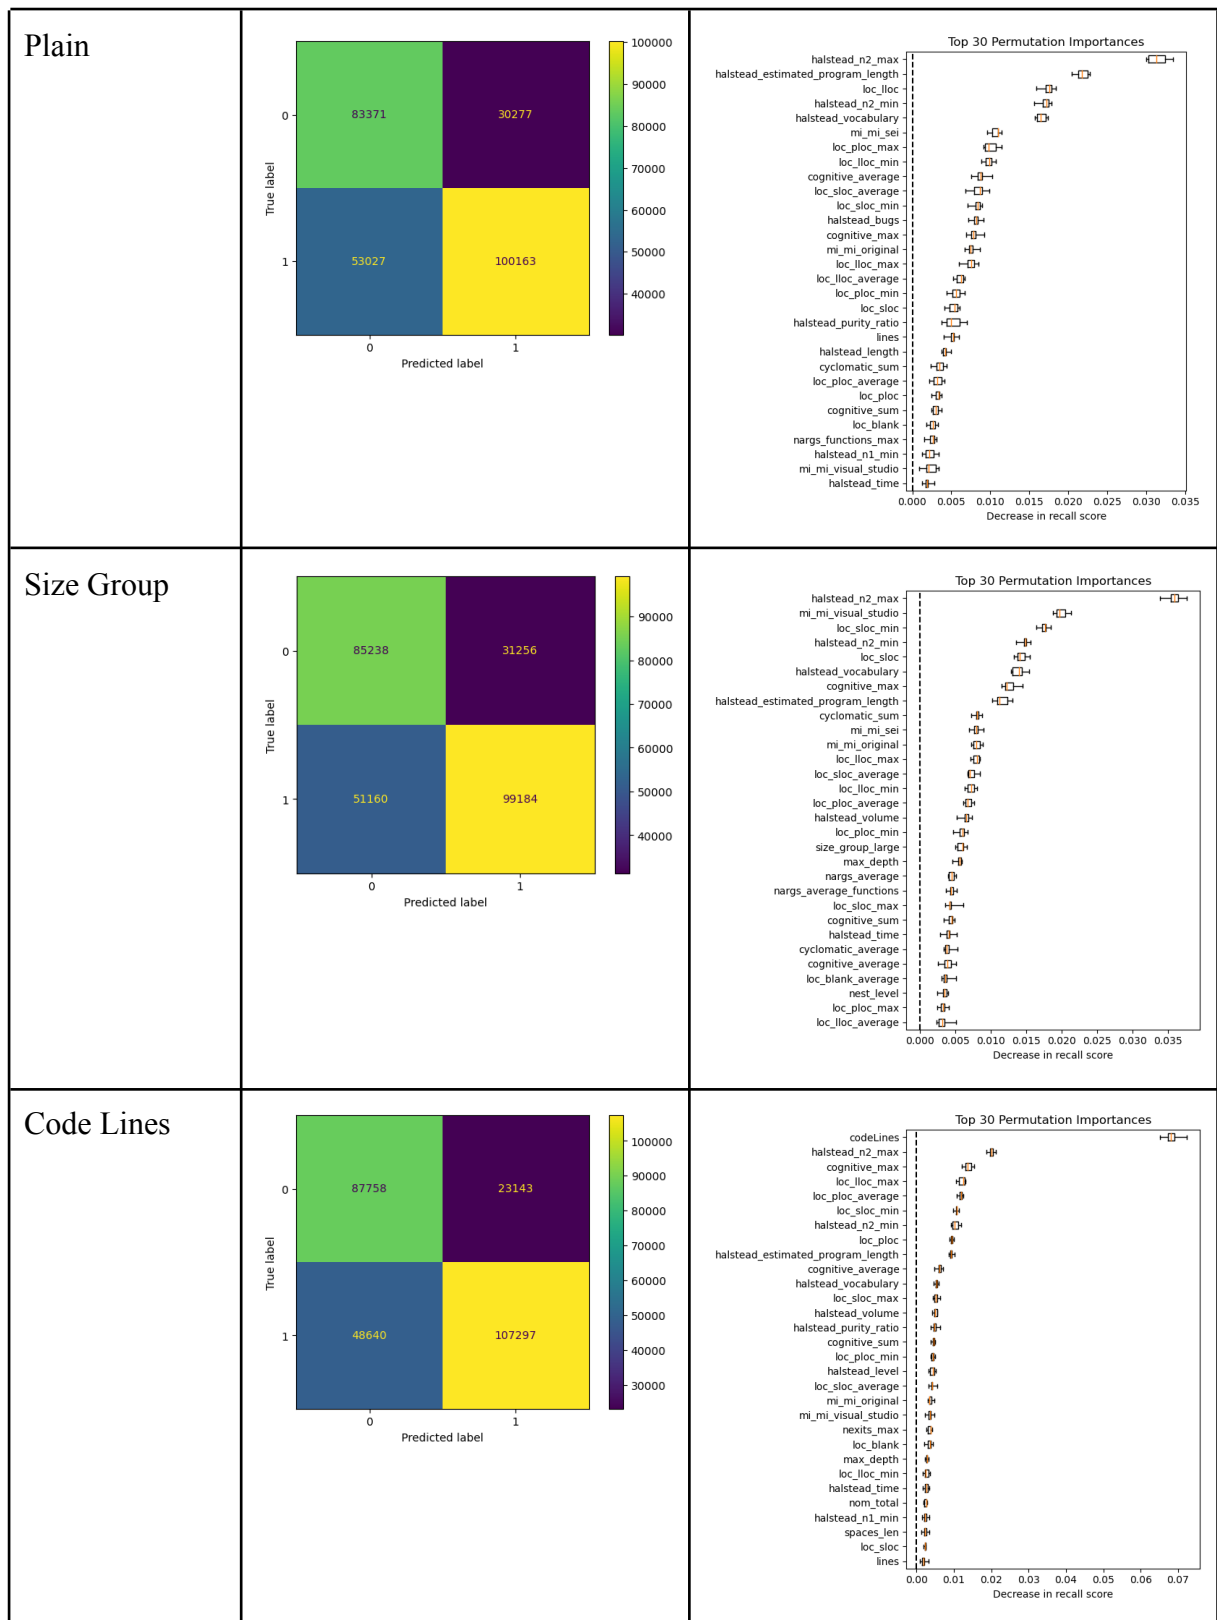 Plain
0
1
True label
83371
30277
53027
100163
0
1
Predicted label
100000
90000
80000
70000
60000
50000
40000
Top 30 Permutation Importances
halstead_n2_max
halstead_estimated_program_length
loc_lloc
halstead_n2_min
halstead_vocabulary
mi_mi_sei
loc_ploc_max
loc_lloc_min
cognitive_average
loc_sloc_average
loc_sloc_min
halstead_bugs
cognitive_max
mi_mi_original
loc_lloc_max
loc_lloc_average
loc_ploc_min
loc_sloc
halstead_purity_ratio
lines
halstead_length
cyclomatic_sum
loc_ploc_average
loc_ploc
cognitive_sum
loc_blank
nargs_functions_max
halstead_n1_min
mi_mi_visual_studio
halstead_time
0.000 0.005 0.010 0.015 0.020 0.025 0.030 0.035
Decrease in recall score
Size Group
0
1
True label
85238
31256
51160
99184
0
1
Predicted label
90000
80000
70000
60000
50000
40000
Top 30 Permutation Importances
halstead_n2_max
mi_mi_visual_studio
loc_sloc_min
halstead_n2_min
loc_sloc
halstead_vocabulary
cognitive_max
halstead_estimated_program_length
cyclomatic_sum
mi_mi_sei
mi_mi_original
loc_lloc_max
loc_sloc_average
loc_lloc_min
loc_ploc_average
halstead_volume
loc_ploc_min
size_group_large
max_depth
nargs_average
nargs_average_functions
loc_sloc_max
cognitive_sum
halstead_time
cyclomatic_average
cognitive_average
loc_blank_average
nest_level
loc_ploc_max
loc_lloc_average
0.000 0.005 0.010 0.015 0.020 0.025 0.030 0.035
Decrease in recall score
Code Lines
0
1
True label
87758
23143
48640
107297
0
1
Predicted label
100000
90000
80000
70000
60000
50000
40000
30000
Top 30 Permutation Importances
codeLines
halstead_n2_max
cognitive_max
loc_lloc_max
loc_ploc_average
loc_sloc_min
halstead_n2_min
loc_ploc
halstead_estimated_program_length
cognitive_average
halstead_vocabulary
loc_sloc_max
halstead_volume
halstead_purity_ratio
cognitive_sum
loc_ploc_min
halstead_level
loc_sloc_average
mi_mi_original
mi_mi_visual_studio
nexits_max
loc_blank
max_depth
loc_lloc_min
halstead_time
nom_total
halstead_n1_min
spaces_len
loc_sloc
lines
0.00 0.01 0.02 0.03 0.04 0.05 0.06 0.07
Decrease in recall score